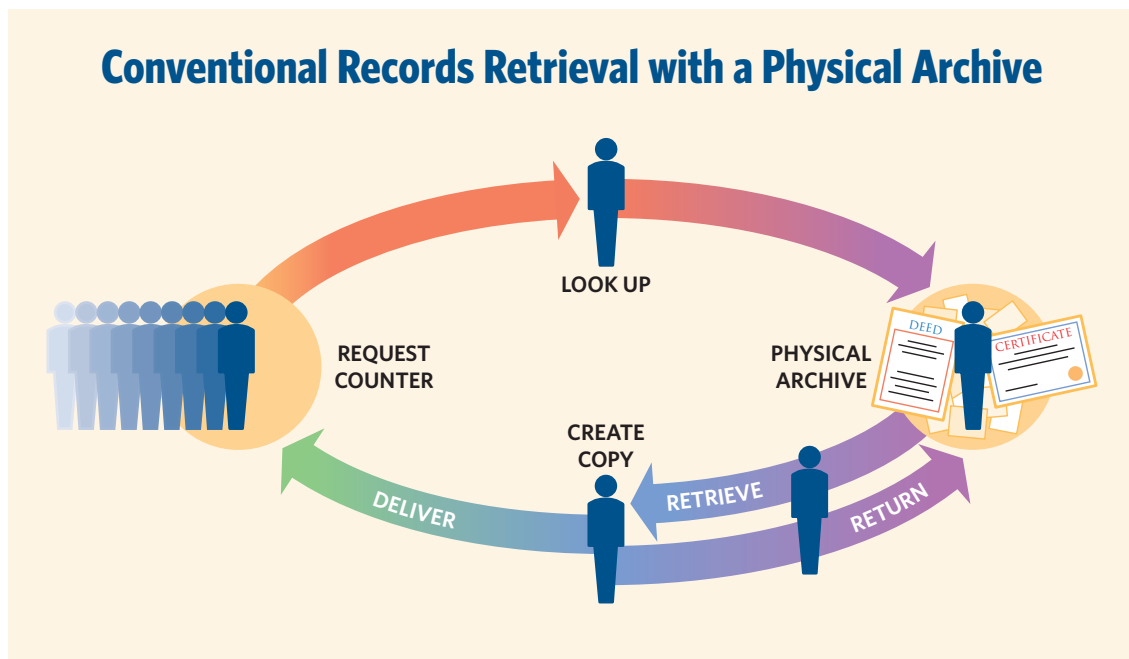 Conventional Records Retrieval with a Physical Archive
LOOK UP
REQUEST
COUNTER
PHYSICAL
ARCHIVE
DEED
CERTIFICATE
CREATE
COPY
RETRIEVE
RETURN
DELIVER